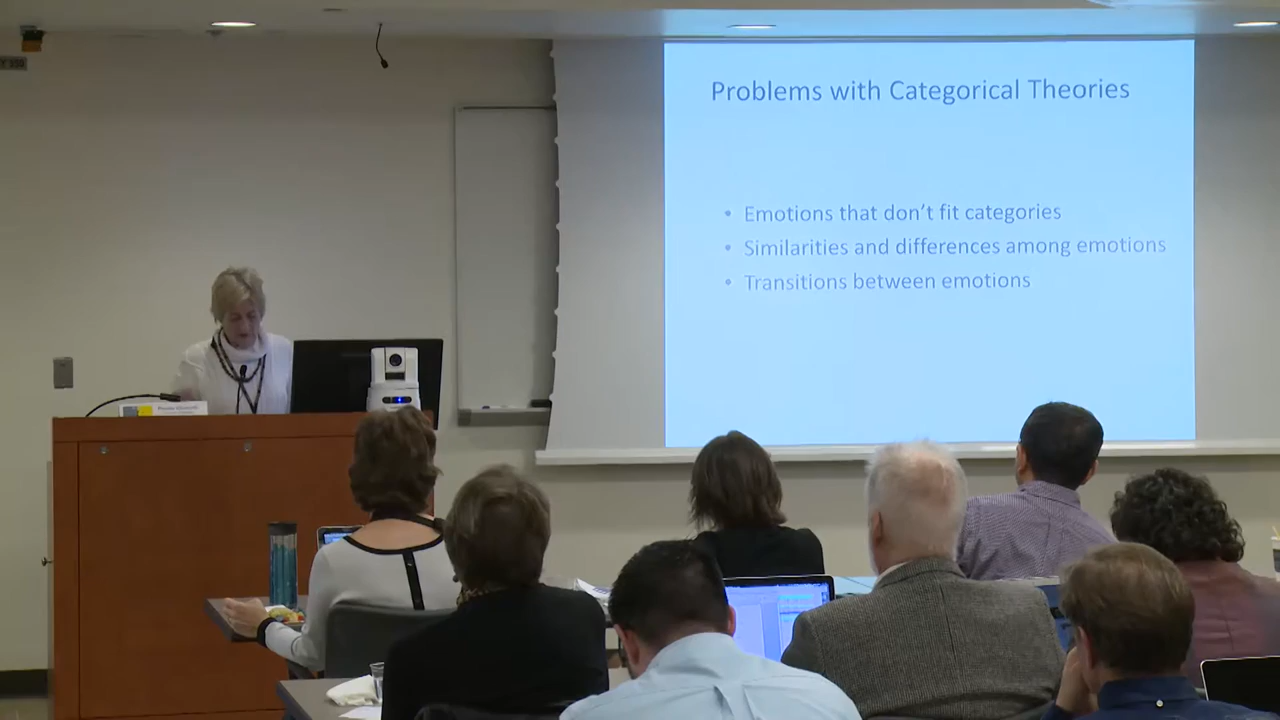 Problems with Categorical Theories
• Emotions that don't fit categories
• Similarities and differences among emotions
• Transitions between emotions